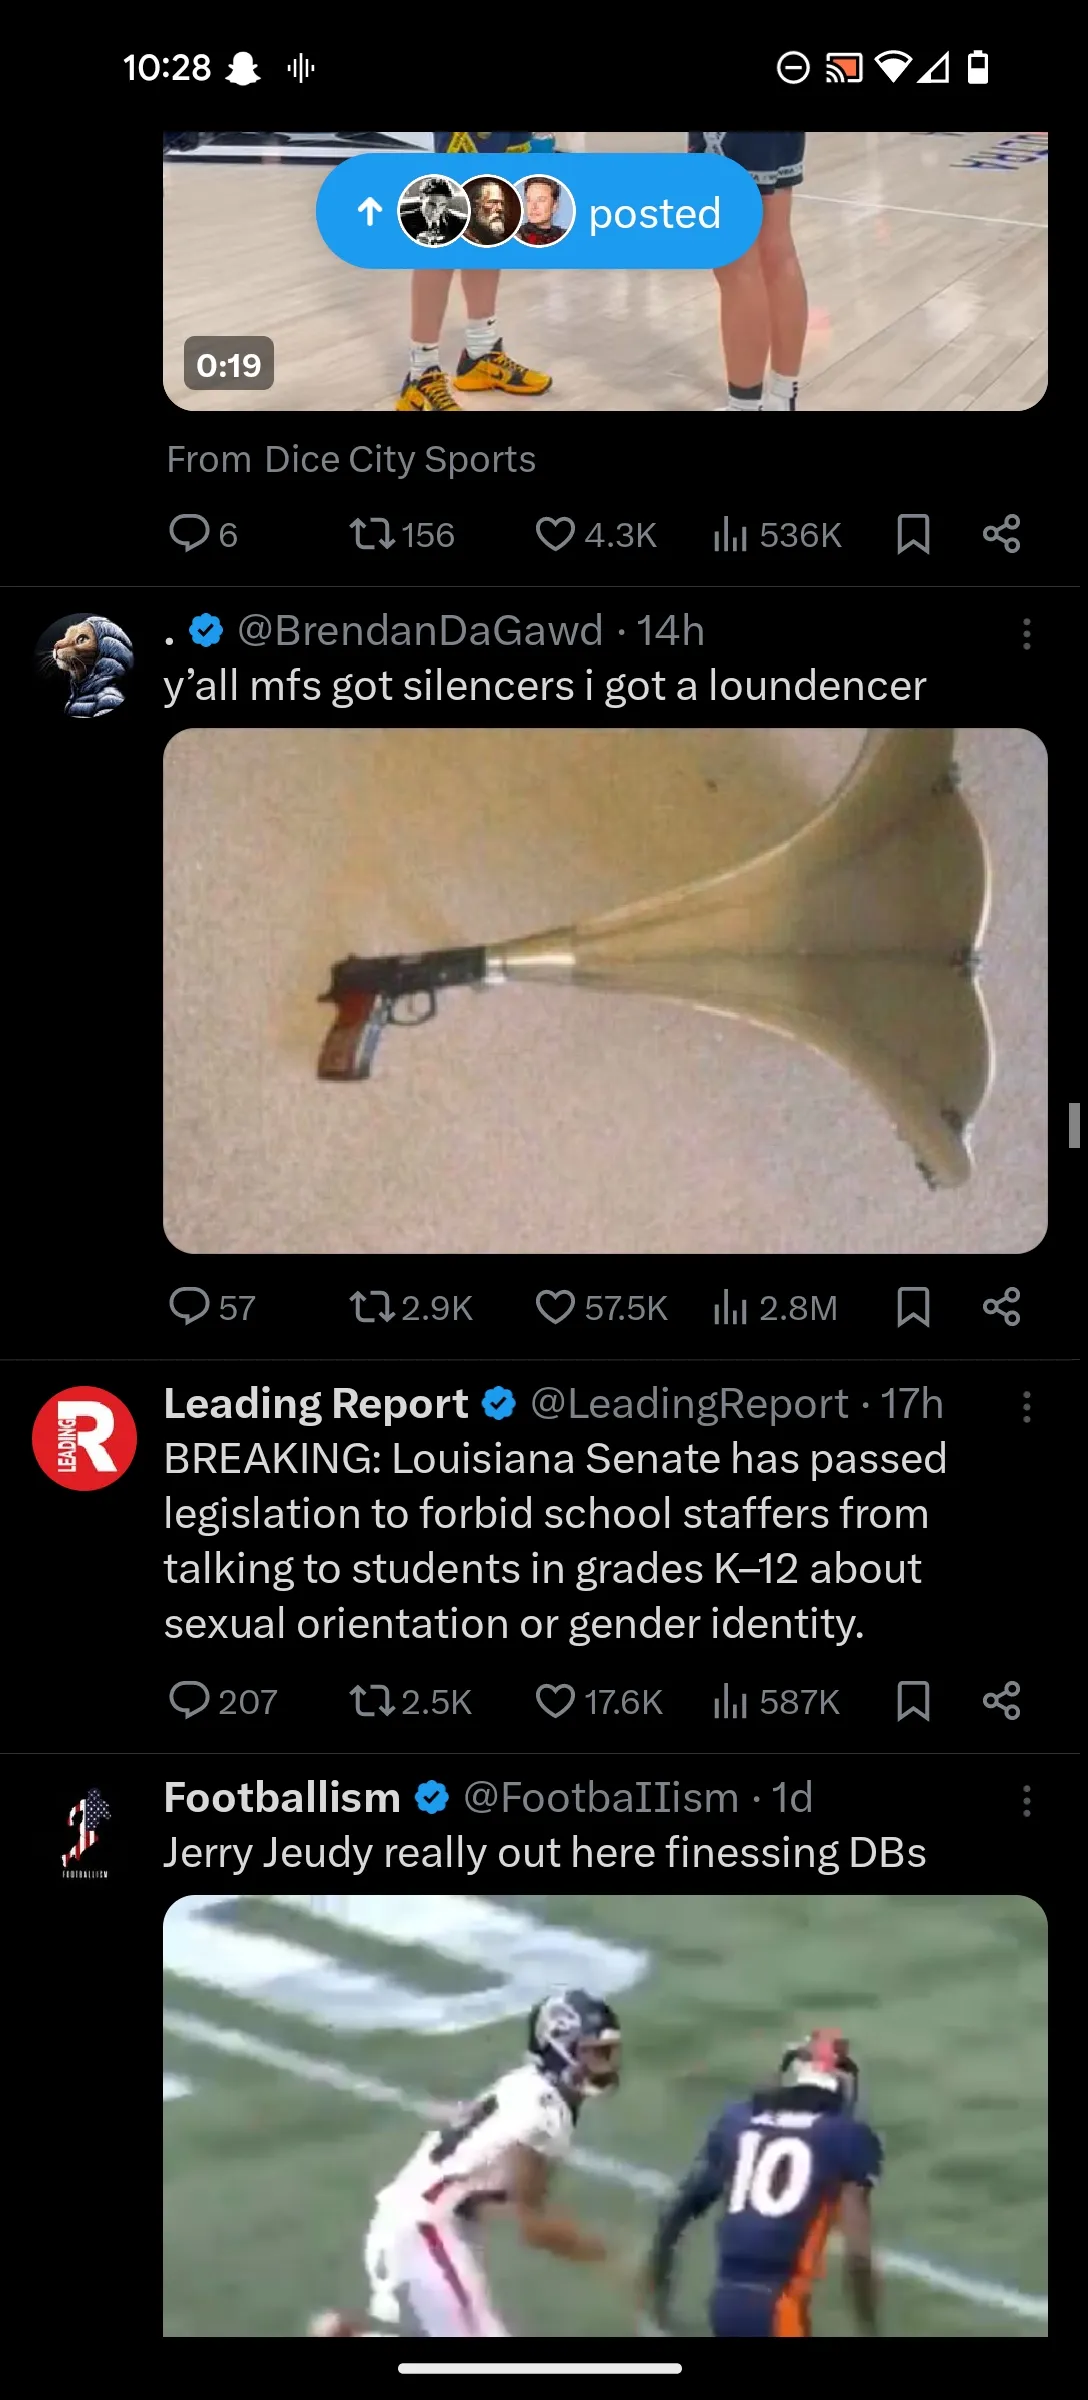 10:28
posted
0:19
From Dice City Sports
6 156 4.3K 536K
. @BrendanDaGawd · 14h
y’all mfs got silencers i got a loundencer
57 2.9K 57.5K 2.8M
LEADING R
Leading Report @LeadingReport · 17h
BREAKING: Louisiana Senate has passed
legislation to forbid school staffers from
talking to students in grades K–12 about
sexual orientation or gender identity.
207 2.5K 17.6K 587K
Footballism @FootbaIIism · 1d
FOOTBALLISM
Jerry Jeudy really out here finessing DBs
10